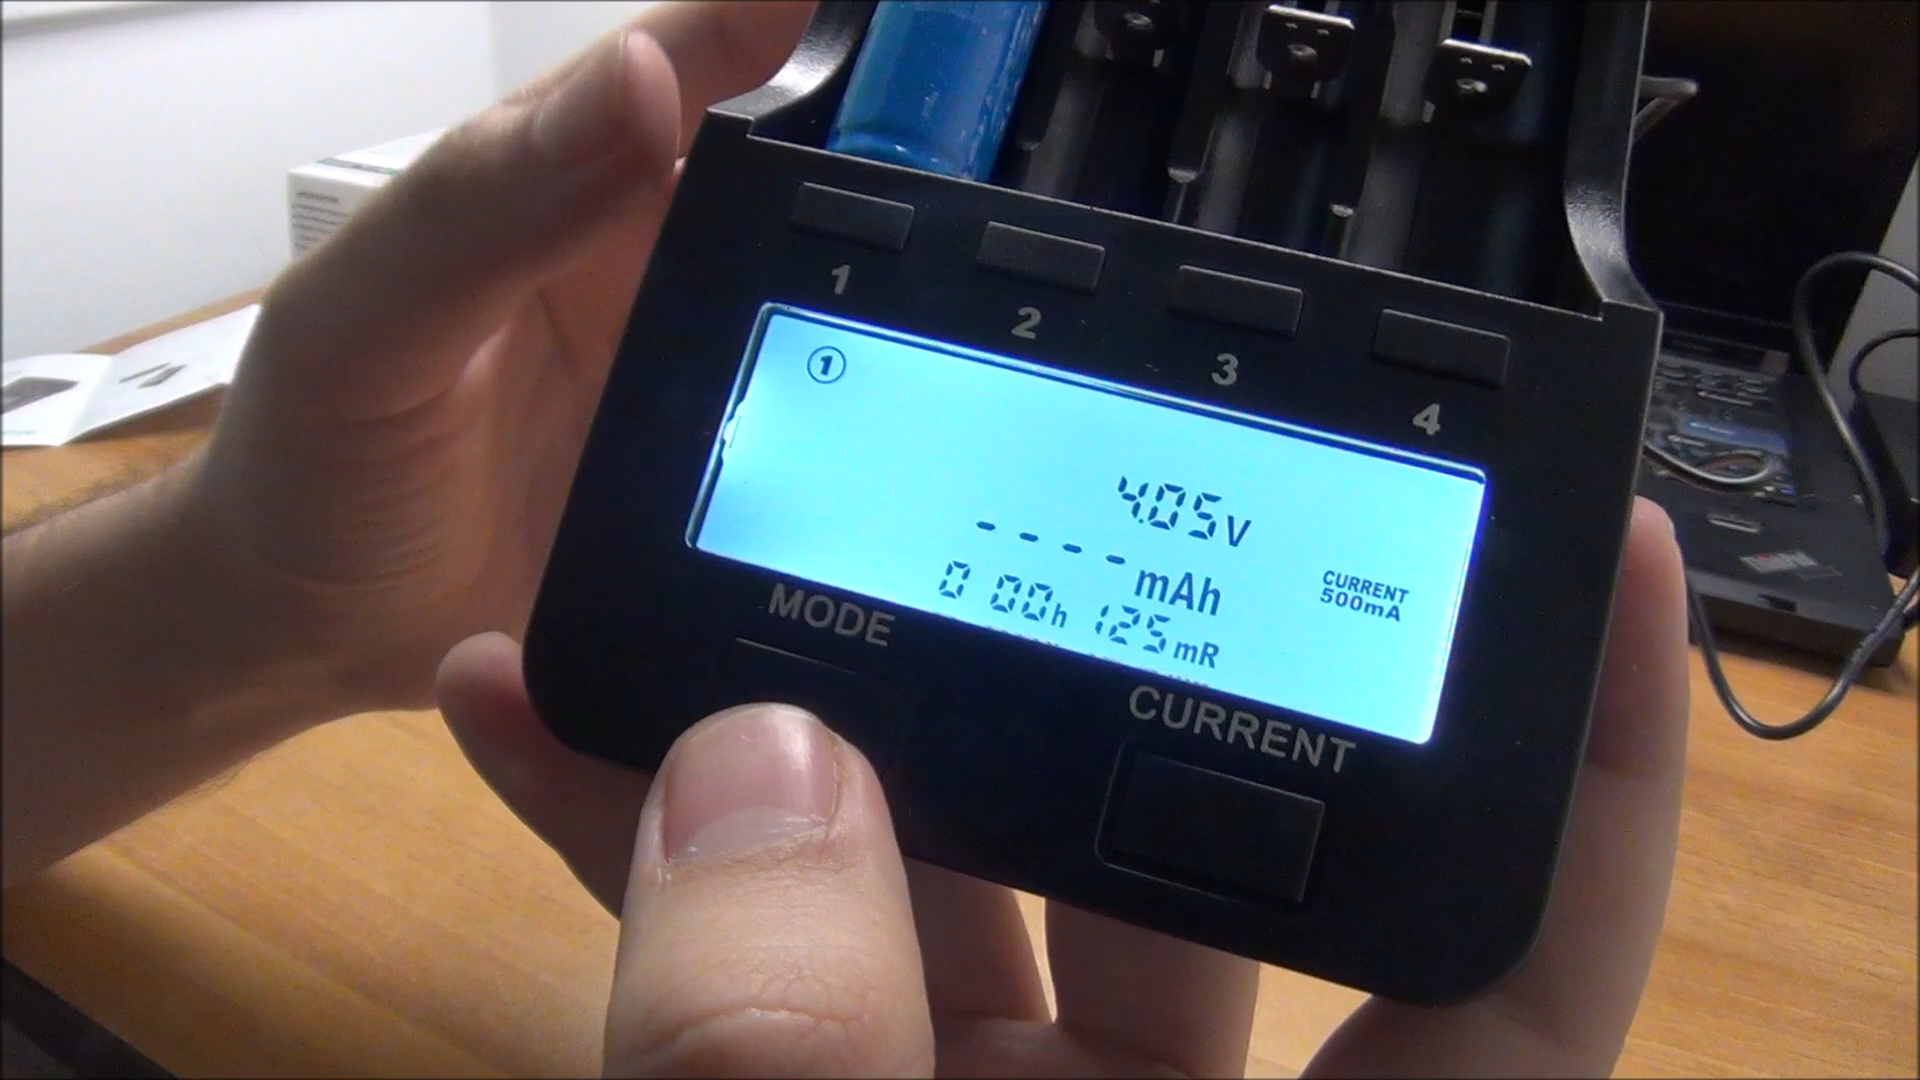 1
2
3
4
1
4.05V
- - - - mAh
0 00h 125mR
CURRENT
500mA
MODE
CURRENT